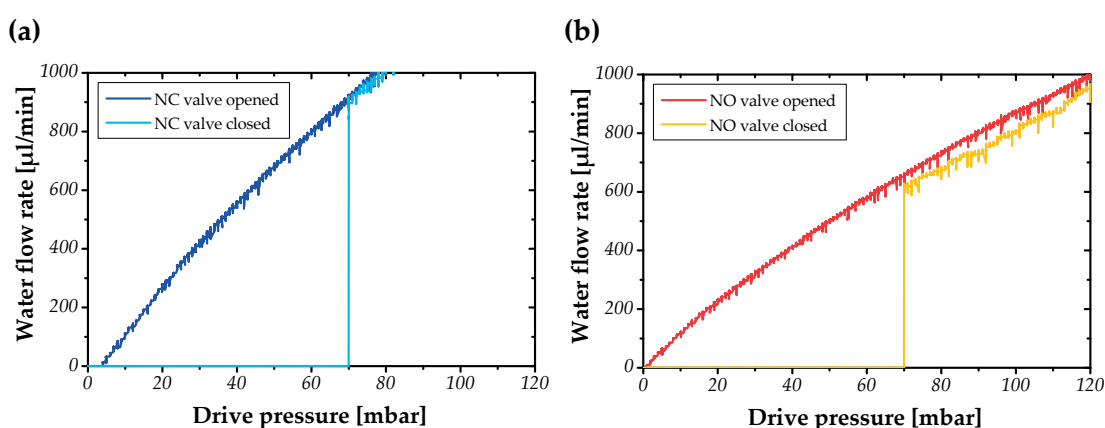 (a)
Water flow rate [µl/min]
1000
800
600
400
200
0
NC valve opened
NC valve closed
0 20 40 60 80 100 120
Drive pressure [mbar]
(b)
Water flow rate [µl/min]
1000
800
600
400
200
0
NO valve opened
NO valve closed
0 20 40 60 80 100 120
Drive pressure [mbar]